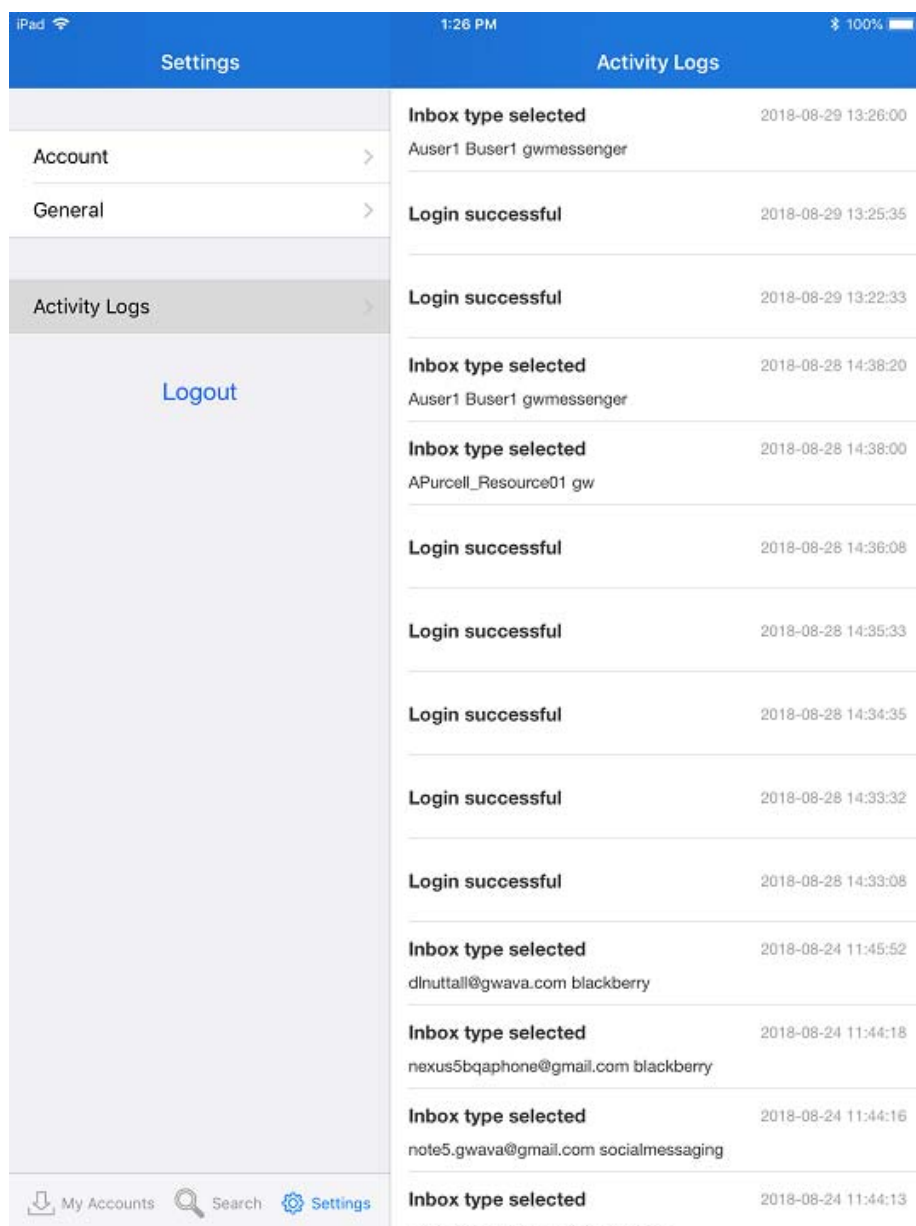 iPad 1:26 PM 100%
Settings
Account
General
Activity Logs
Logout
My Accounts Search Settings
Activity Logs
Inbox type selected 2018-08-29 13:26:00
Auser1 Buser1 gwmessenger
Login successful 2018-08-29 13:25:35
Login successful 2018-08-29 13:22:33
Inbox type selected 2018-08-28 14:38:20
Auser1 Buser1 gwmessenger
Inbox type selected 2018-08-28 14:38:00
APurcell_Resource01 gw
Login successful 2018-08-28 14:36:08
Login successful 2018-08-28 14:35:33
Login successful 2018-08-28 14:34:35
Login successful 2018-08-28 14:33:32
Login successful 2018-08-28 14:33:08
Inbox type selected 2018-08-24 11:45:52
dlnuttall@gwava.com blackberry
Inbox type selected 2018-08-24 11:44:18
nexus5bqaphone@gmail.com blackberry
Inbox type selected 2018-08-24 11:44:16
note5.gwava@gmail.com socialmessaging
Inbox type selected 2018-08-24 11:44:13